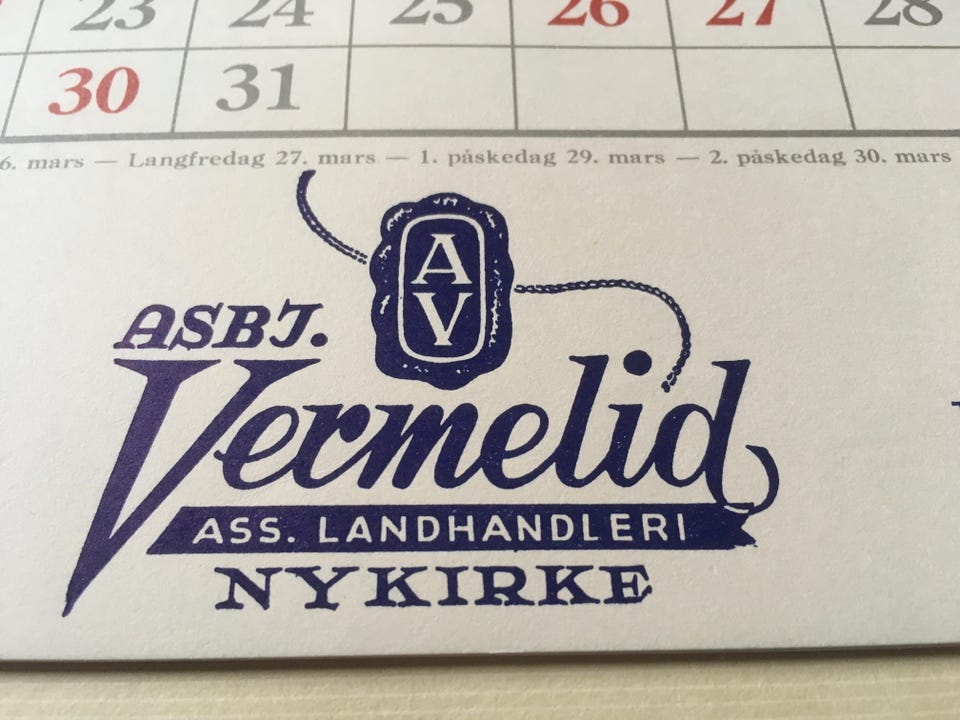 23 24 25 26 27 28
30 31
6. mars — Langfredag 27. mars — 1. påskedag 29. mars — 2. påskedag 30. mars
A
V
ASBJ.
Vermelid
ASS. LANDHANDLERI
NYKIRKE